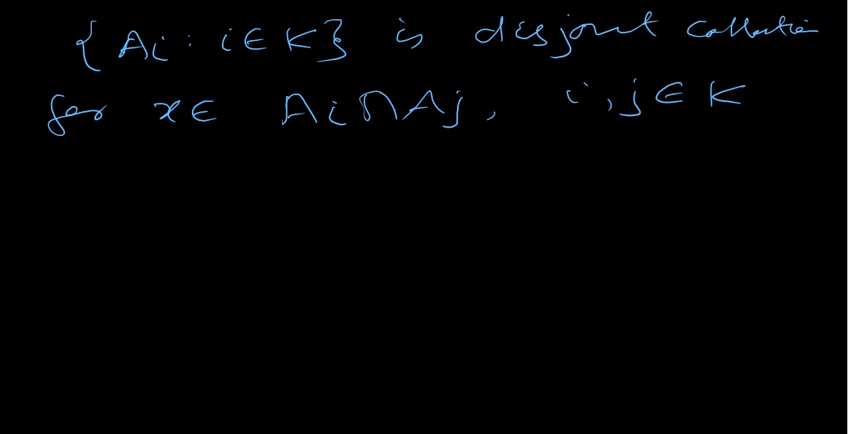 {Ai : i∈K} is disjoint collection
for x∈ Ai∩Aj, i,j∈K